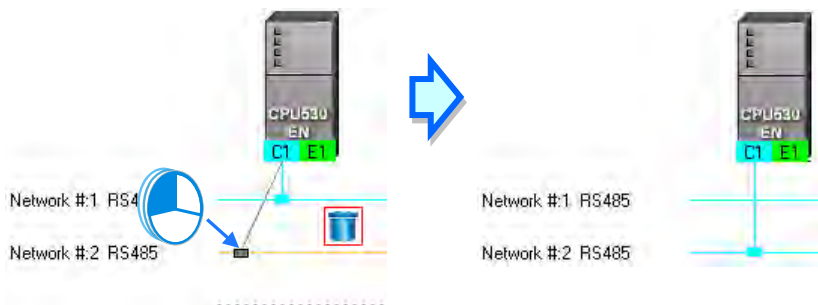 CPU530
EN
C1 E1
Network #:1 RS4
Network #:2 RS485
CPU530
EN
C1 E1
Network #:1 RS485
Network #:2 RS485